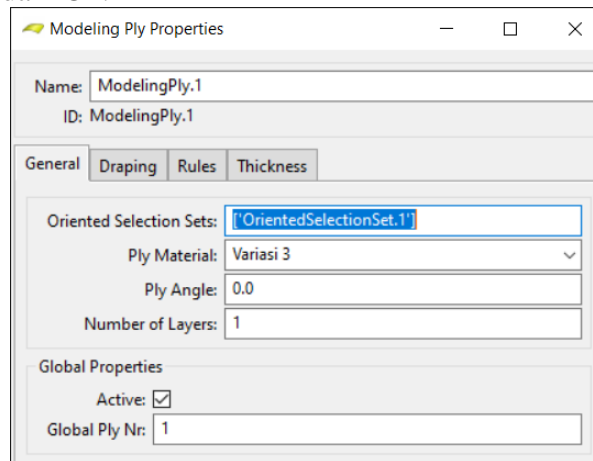 Modeling Ply Properties
Name: ModelingPly.1
ID: ModelingPly.1
General Draping Rules Thickness
Oriented Selection Sets: ['OrientedSelectionSet.1']
Ply Material: Variasi 3
Ply Angle: 0.0
Number of Layers: 1
Global Properties
Active:
Global Ply Nr: 1